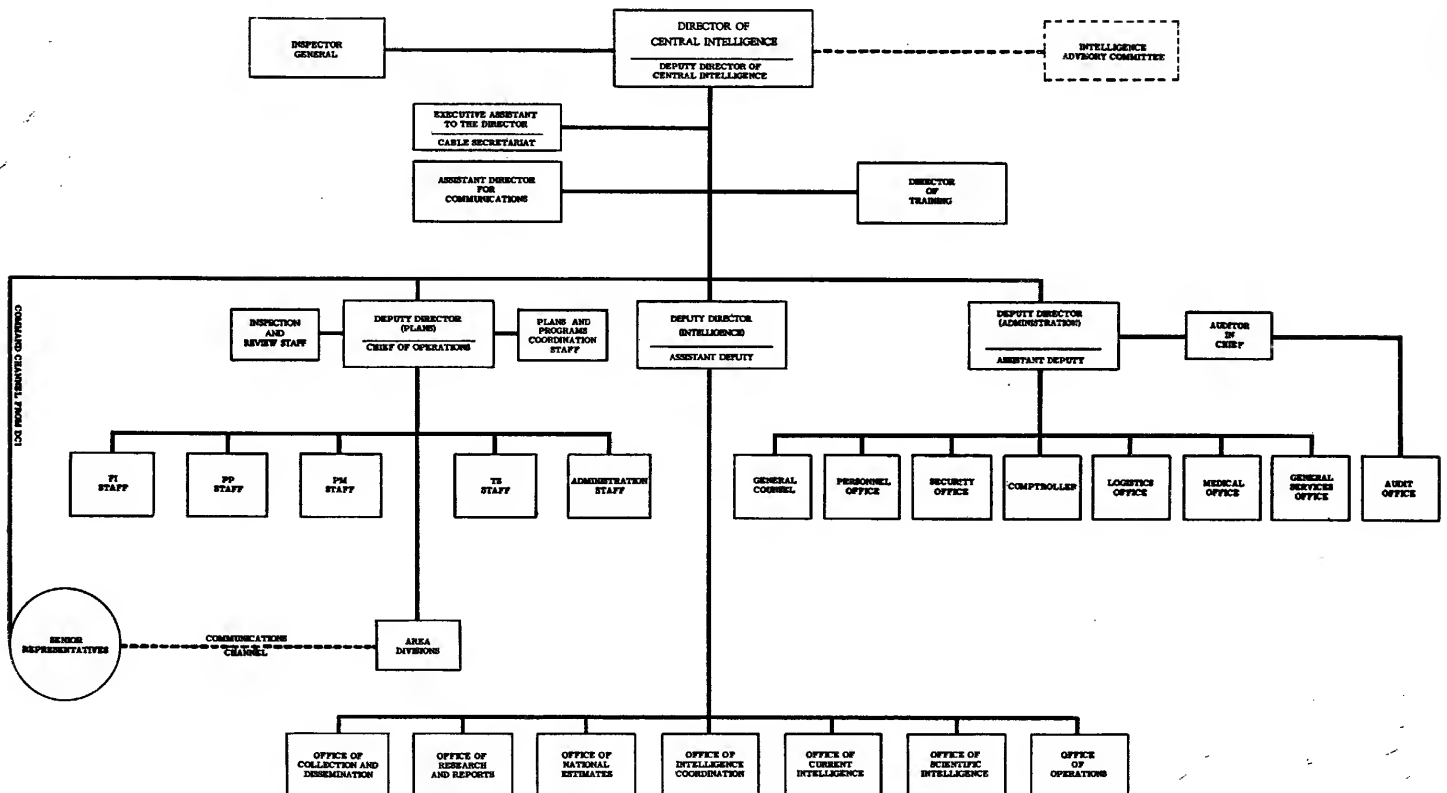 INSPECTOR
GENERAL
DIRECTOR OF
CENTRAL INTELLIGENCE
DEPUTY DIRECTOR OF
CENTRAL INTELLIGENCE
INTELLIGENCE
ADVISORY COMMITTEE
EXECUTIVE ASSISTANT
TO THE DIRECTOR
CABLE SECRETARIAT
ASSISTANT DIRECTOR
FOR
COMMUNICATIONS
DIRECTOR
OF
TRAINING
COMMAND CHANNEL FROM DCI
INSPECTION
AND
REVIEW STAFF
DEPUTY DIRECTOR
(PLANS)
CHIEF OF OPERATIONS
PLANS AND
PROGRAMS
COORDINATION
STAFF
DEPUTY DIRECTOR
(INTELLIGENCE)
ASSISTANT DEPUTY
DEPUTY DIRECTOR
(ADMINISTRATION)
ASSISTANT DEPUTY
AUDITOR
IN
CHIEF
FI
STAFF
PP
STAFF
PM
STAFF
TS
STAFF
ADMINISTRATION
STAFF
GENERAL
COUNSEL
PERSONNEL
OFFICE
SECURITY
OFFICE
COMPTROLLER
LOGISTICS
OFFICE
MEDICAL
OFFICE
GENERAL
SERVICES
OFFICE
AUDIT
OFFICE
SENIOR
REPRESENTATIVES
COMMUNICATIONS
CHANNEL
AREA
DIVISIONS
OFFICE OF
COLLECTION AND
DISSEMINATION
OFFICE OF
RESEARCH
AND REPORTS
OFFICE OF
NATIONAL
ESTIMATES
OFFICE OF
INTELLIGENCE
COORDINATION
OFFICE OF
CURRENT
INTELLIGENCE
OFFICE OF
SCIENTIFIC
INTELLIGENCE
OFFICE
OF
OPERATIONS